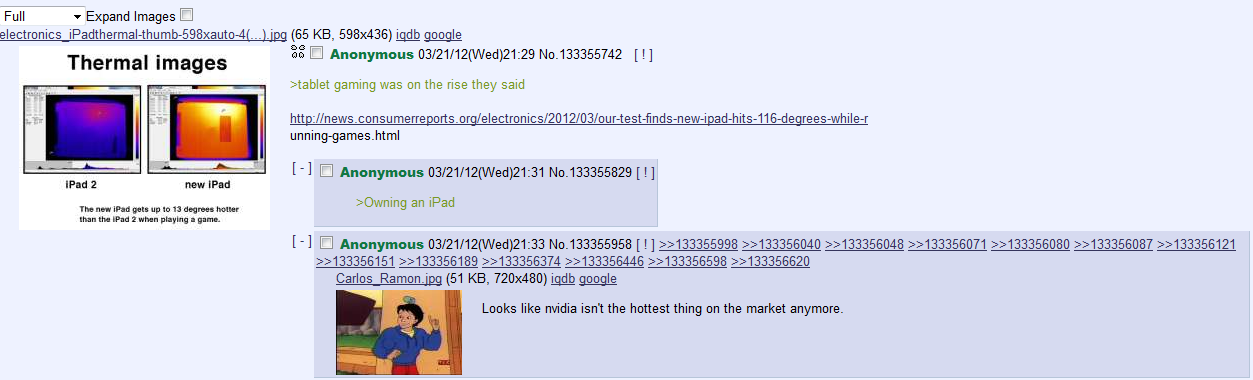 Full Expand Images
electronics_iPadthermal-thumb-598xauto-4(...).jpg (65 KB, 598x436) iqdb google
Thermal images
iPad 2 new iPad
The new iPad gets up to 13 degrees hotter
than the iPad 2 when playing a game.
Anonymous 03/21/12(Wed)21:29 No.133355742 [ ! ]
>tablet gaming was on the rise they said
http://news.consumerreports.org/electronics/2012/03/our-test-finds-new-ipad-hits-116-degrees-while-r
unning-games.html
[ - ] Anonymous 03/21/12(Wed)21:31 No.133355829 [ ! ]
>Owning an iPad
[ - ] Anonymous 03/21/12(Wed)21:33 No.133355958 [ ! ] >>133355998 >>133356040 >>133356048 >>133356071 >>133356080 >>133356087 >>133356121
>>133356151 >>133356189 >>133356374 >>133356446 >>133356598 >>133356620
Carlos_Ramon.jpg (51 KB, 720x480) iqdb google
Looks like nvidia isn't the hottest thing on the market anymore.